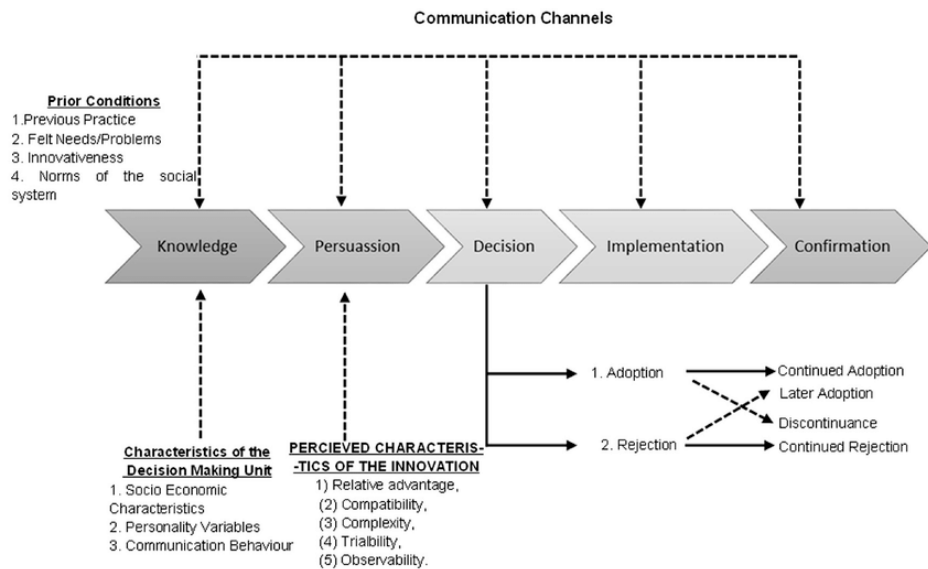 Communication Channels
Prior Conditions
1.Previous Practice
2. Felt Needs/Problems
3. Innovativeness
4. Norms of the social
system
Knowledge
Persuassion
Decision
Implementation
Confirmation
1. Adoption
Continued Adoption
Later Adoption
Discontinuance
2. Rejection
Continued Rejection
Characteristics of the
Decision Making Unit
1. Socio Economic
Characteristics
2. Personality Variables
3. Communication Behaviour
PERCIEVED CHARACTERIS-
-TICS OF THE INNOVATION
1) Relative advantage,
(2) Compatibility,
(3) Complexity,
(4) Trialbility,
(5) Observability.